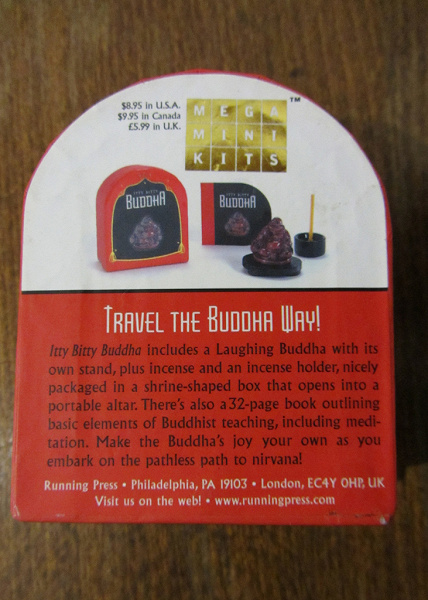 $8.95 in U.S.A.
$9.95 in Canada
£5.99 in U.K.
MEGA
MINI
KITS
™
ITTY BITTY
BUDDHA
ITTY BITTY
BUDDHA
TRAVEL THE BUDDHA WAY!
Itty Bitty Buddha includes a Laughing Buddha with its
own stand, plus incense and an incense holder, nicely
packaged in a shrine-shaped box that opens into a
portable altar. There's also a 32-page book outlining
basic elements of Buddhist teaching, including medi-
tation. Make the Buddha's joy your own as you
embark on the pathless path to nirvana!
Running Press • Philadelphia, PA 19103 • London, EC4Y 0HP, UK
Visit us on the web! • www.runningpress.com